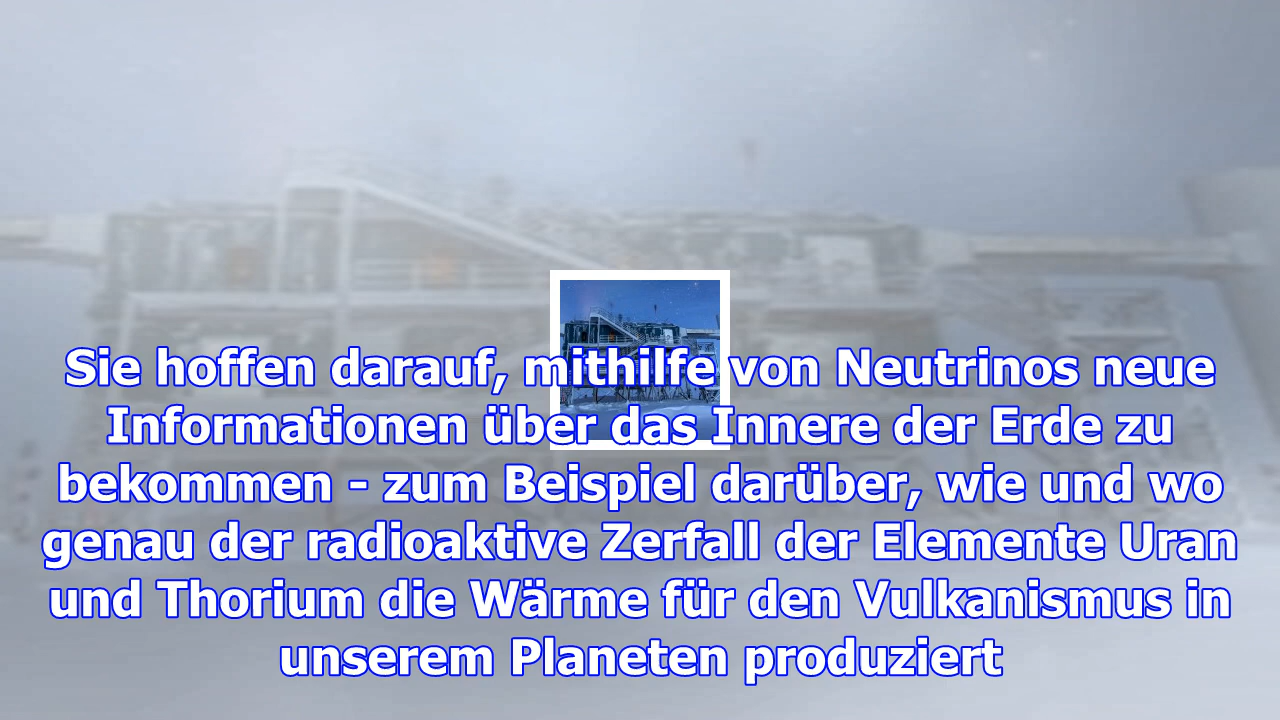 Sie hoffen darauf, mithilfe von Neutrinos neue
Informationen über das Innere der Erde zu
bekommen - zum Beispiel darüber, wie und wo
genau der radioaktive Zerfall der Elemente Uran
und Thorium die Wärme für den Vulkanismus in
unserem Planeten produziert